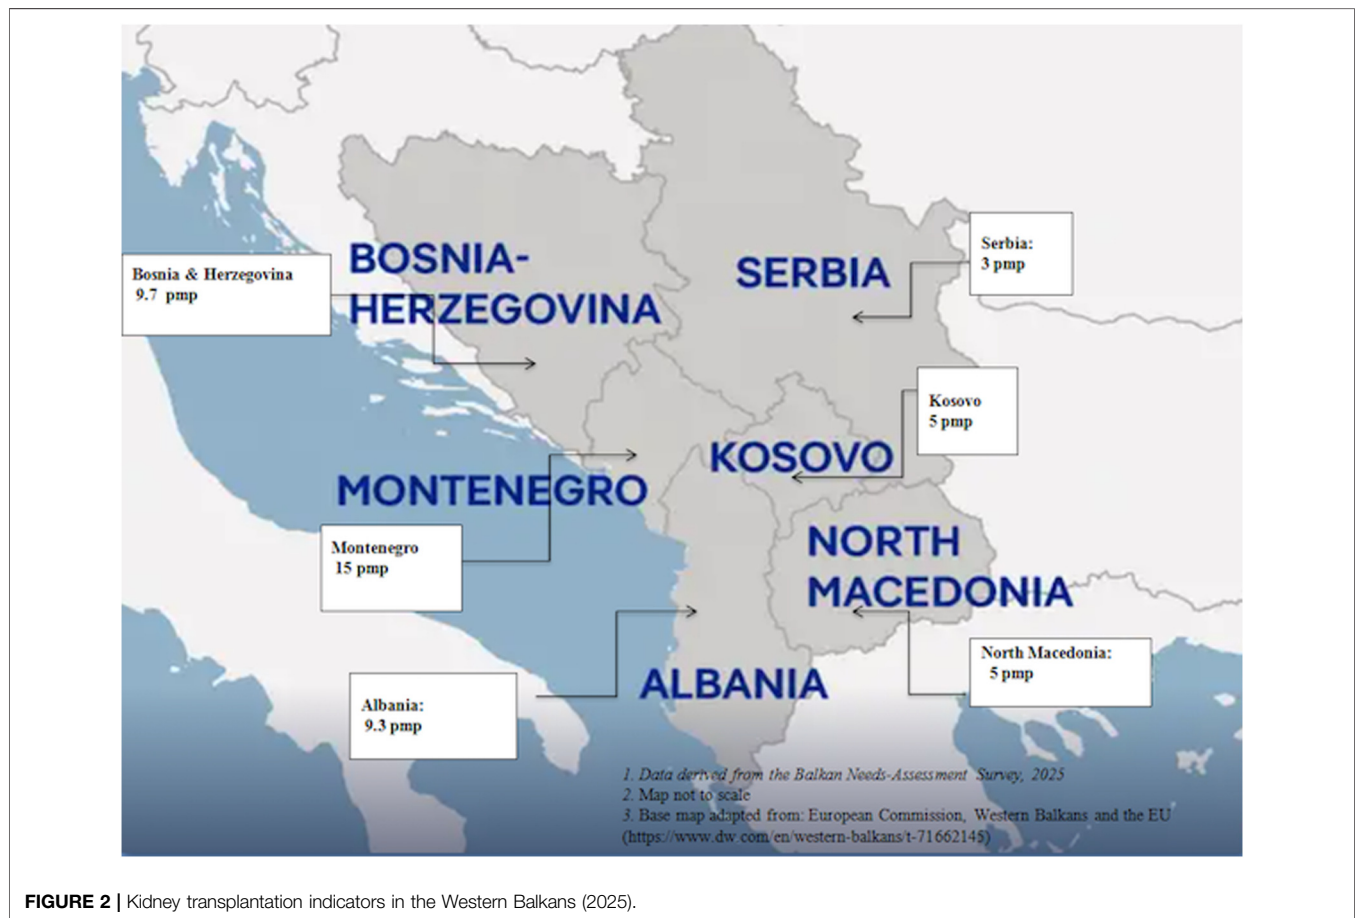 BOSNIA-
HERZEGOVINA
SERBIA
Serbia:
3 pmp
Bosnia & Herzegovina
9.7 pmp
Kosovo
5 pmp
KOSOVO
MONTENEGRO
Montenegro
15 pmp
NORTH
MACEDONIA
North Macedonia:
5 pmp
ALBANIA
Albania:
9.3 pmp
1. Data derived from the Balkan Needs-Assessment Survey, 2025
2. Map not to scale
3. Base map adapted from: European Commission, Western Balkans and the EU
(https://www.dw.com/en/western-balkans/t-71662145)
FIGURE 2 | Kidney transplantation indicators in the Western Balkans (2025).